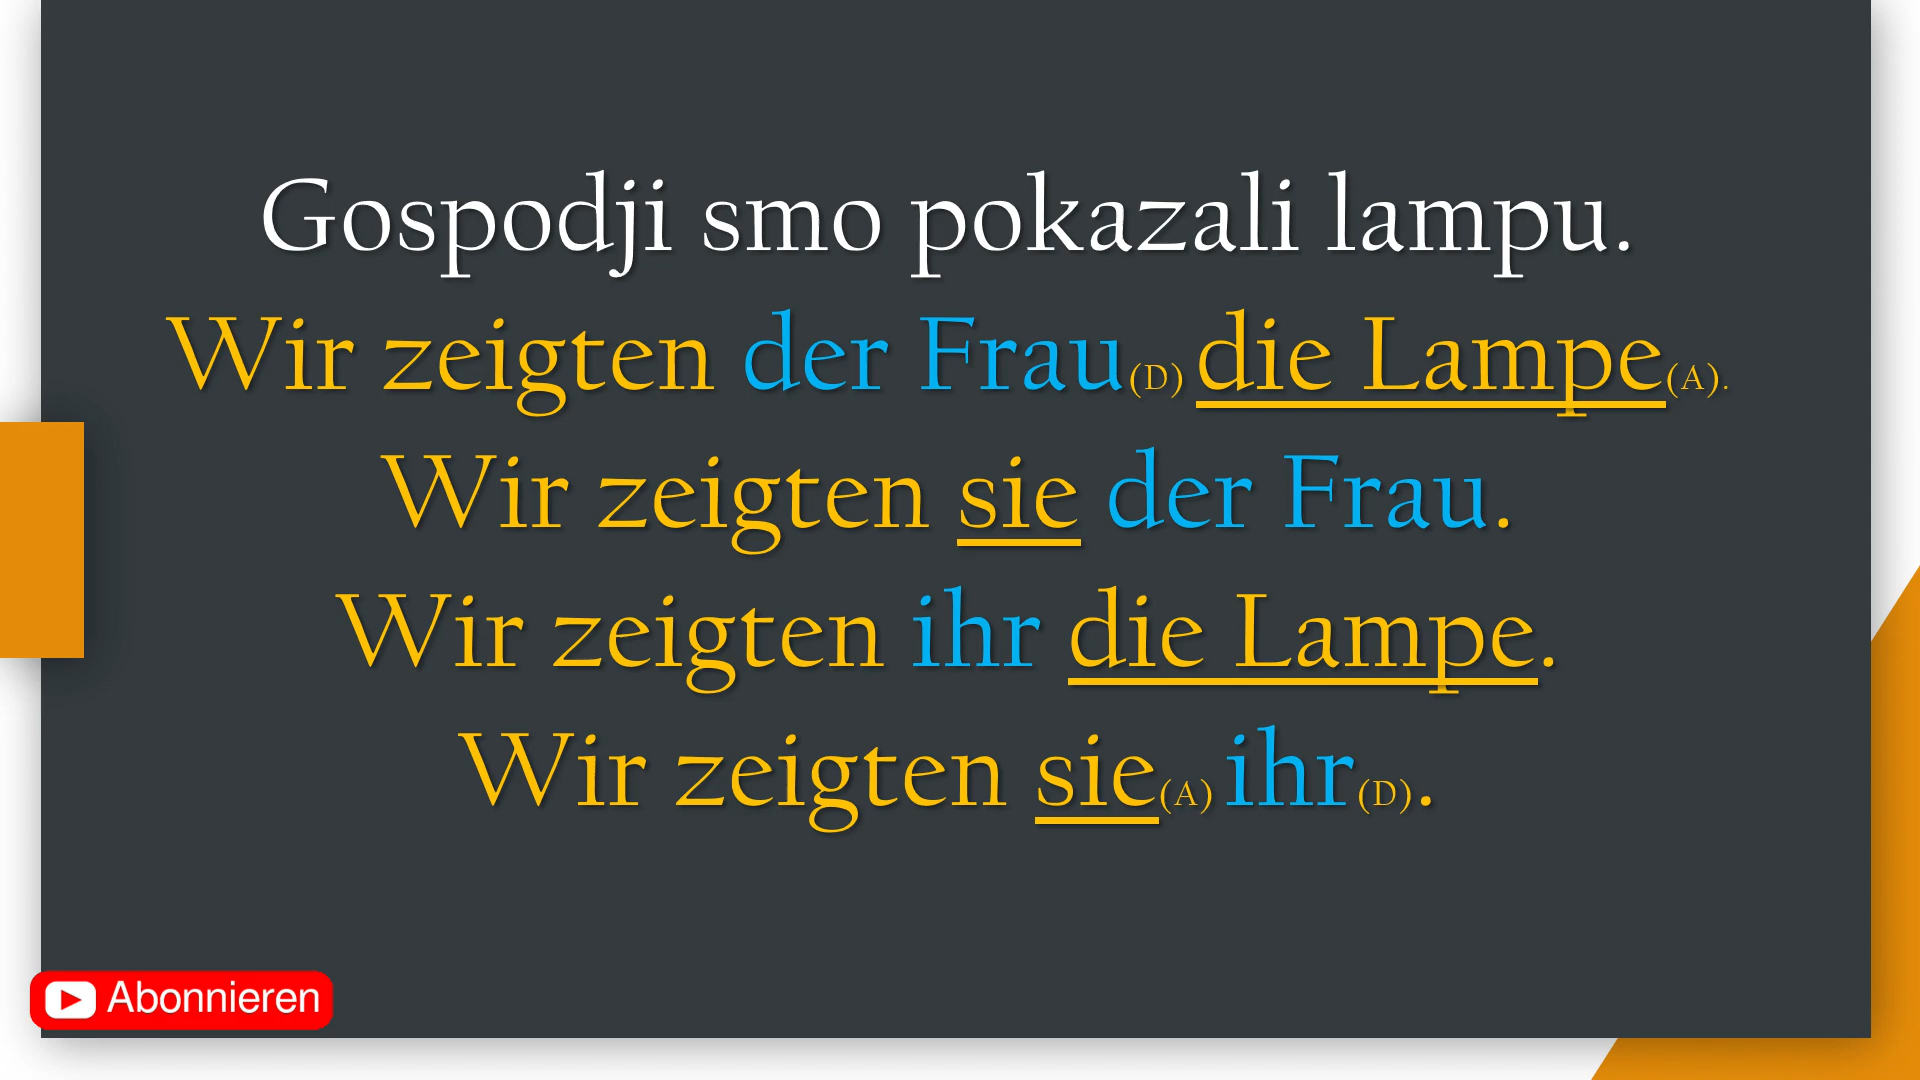 Gospodji smo pokazali lampu.
Wir zeigten der Frau(D) die Lampe(A).
Wir zeigten sie der Frau.
Wir zeigten ihr die Lampe.
Wir zeigten sie(A) ihr(D).
Abonnieren